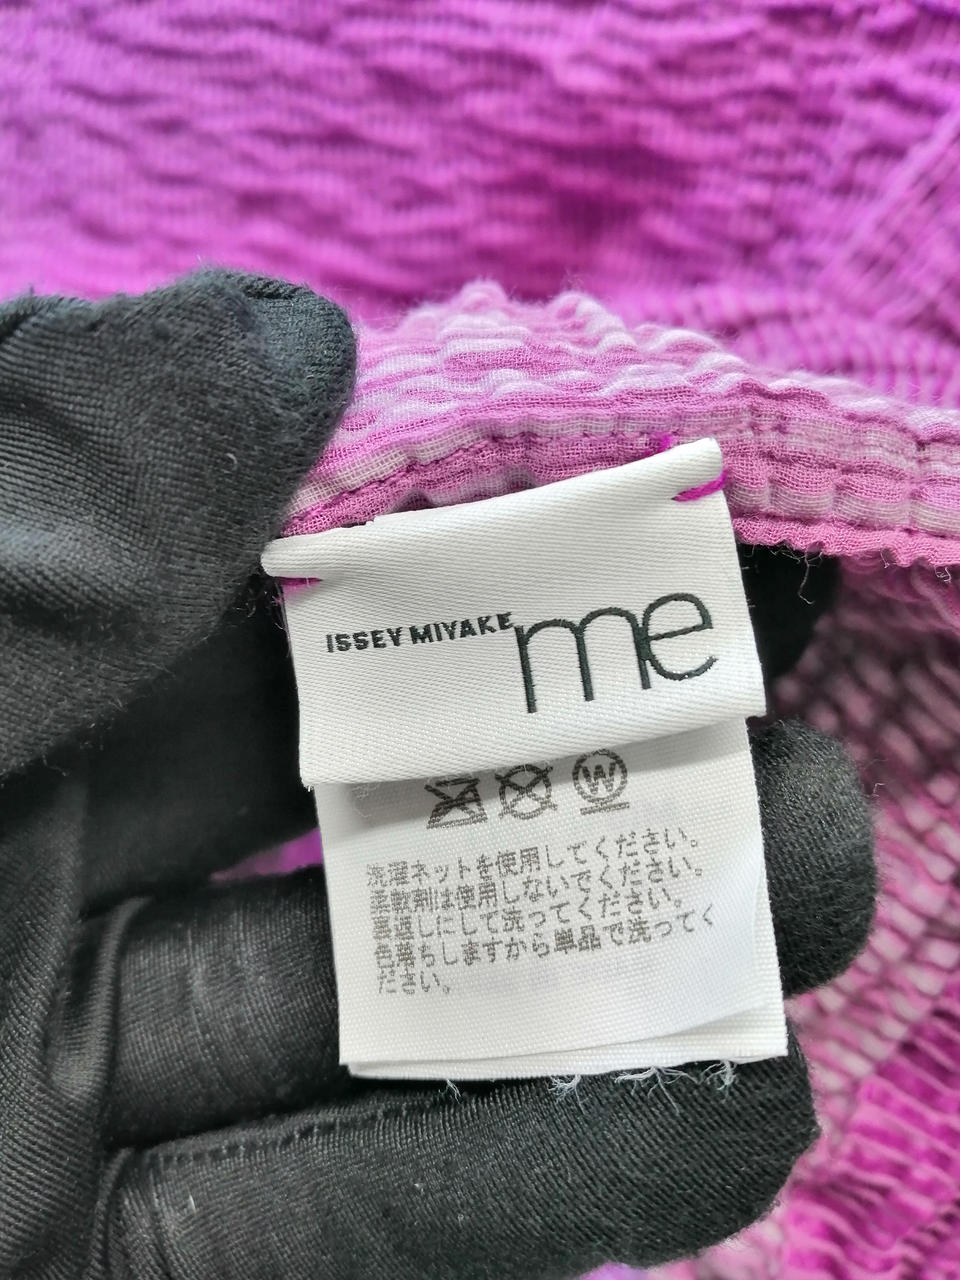 ISSEY MIYAKE me
W
洗濯ネットを使用してください。
柔軟剤は使用しないでください。
裏返しにして洗ってください。
色落ちしますから単品で洗ってく
ださい。